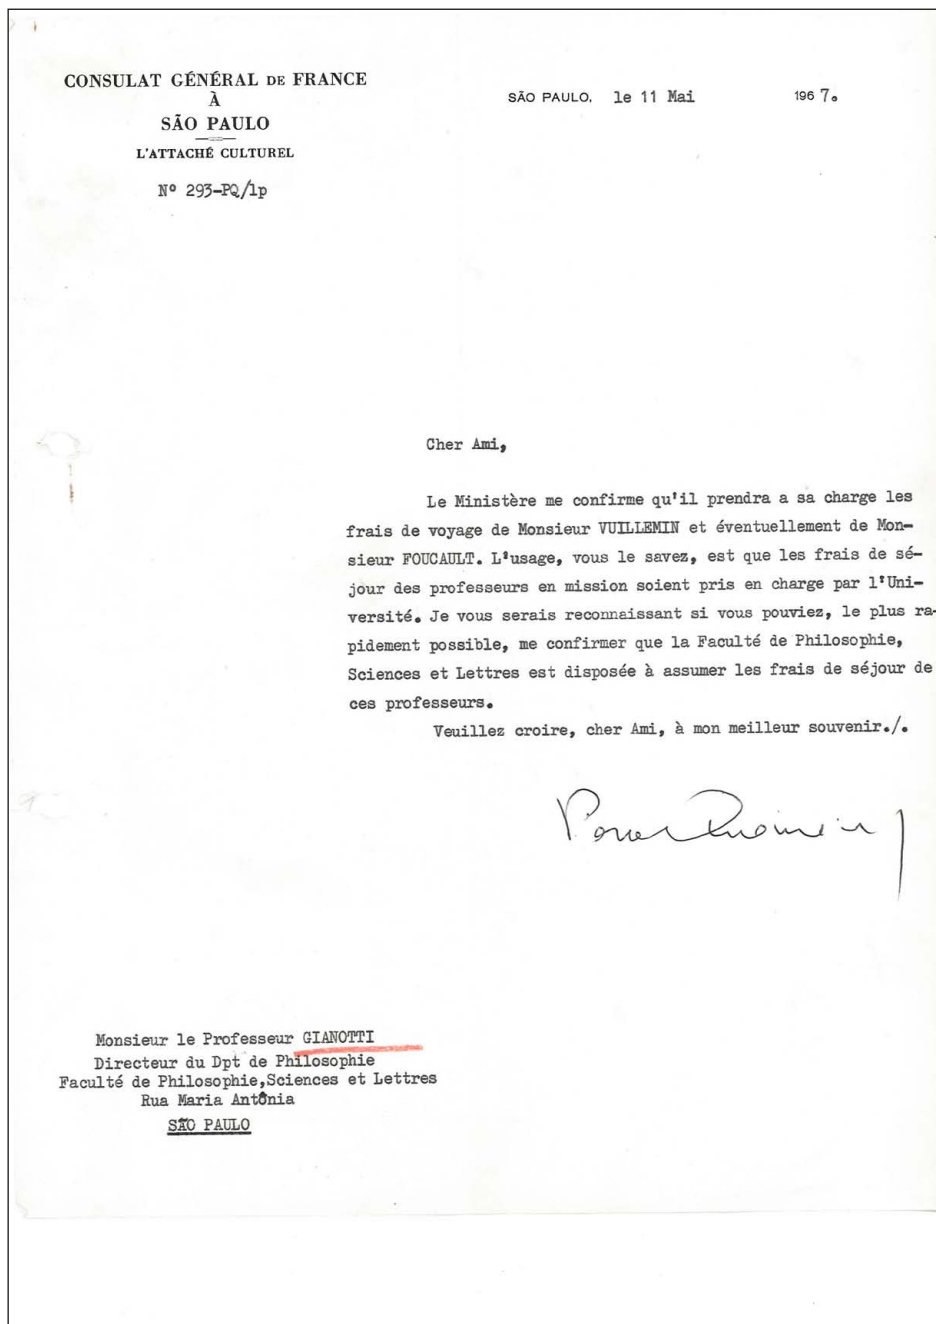 CONSULAT GÉNÉRAL DE FRANCE
À
SÃO PAULO
L'ATTACHÉ CULTUREL
Nº 293-PQ/lp
SÃO PAULO, le 11 Mai 1967.
Cher Ami,
Le Ministère me confirme qu'il prendra a sa charge les
frais de voyage de Monsieur VUILLEMIN et éventuellement de Mon-
sieur FOUCAULT. L'usage, vous le savez, est que les frais de sé-
jour des professeurs en mission soient pris en charge par l'Uni-
versité. Je vous serais reconnaissant si vous pouviez, le plus ra-
pidement possible, me confirmer que la Faculté de Philosophie,
Sciences et Lettres est disposée à assumer les frais de séjour de
ces professeurs.
Veuillez croire, cher Ami, à mon meilleur souvenir./.
Monsieur le Professeur GIANOTTI
Directeur du Dpt de Philosophie
Faculté de Philosophie,Sciences et Lettres
Rua Maria Antônia
SÃO PAULO